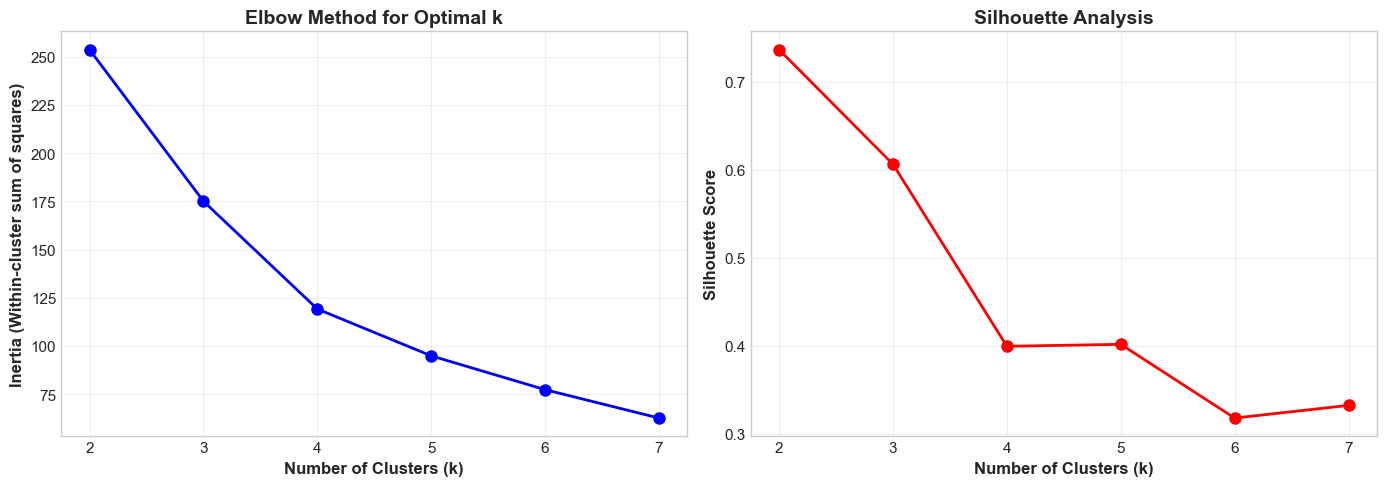 Elbow Method for Optimal k
Inertia (Within-cluster sum of squares)
250
225
200
175
150
125
100
75
2 3 4 5 6 7
Number of Clusters (k)
Silhouette Analysis
Silhouette Score
0.7
0.6
0.5
0.4
0.3
2 3 4 5 6 7
Number of Clusters (k)